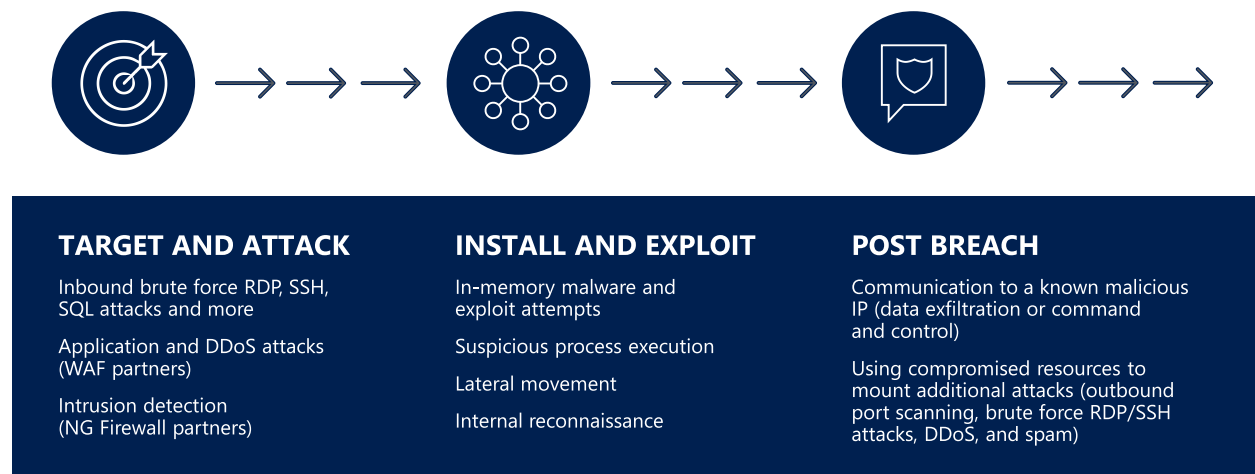 TARGET AND ATTACK
Inbound brute force RDP, SSH,
SQL attacks and more
Application and DDoS attacks
(WAF partners)
Intrusion detection
(NG Firewall partners)
INSTALL AND EXPLOIT
In-memory malware and
exploit attempts
Suspicious process execution
Lateral movement
Internal reconnaissance
POST BREACH
Communication to a known malicious
IP (data exfiltration or command
and control)
Using compromised resources to
mount additional attacks (outbound
port scanning, brute force RDP/SSH
attacks, DDoS, and spam)